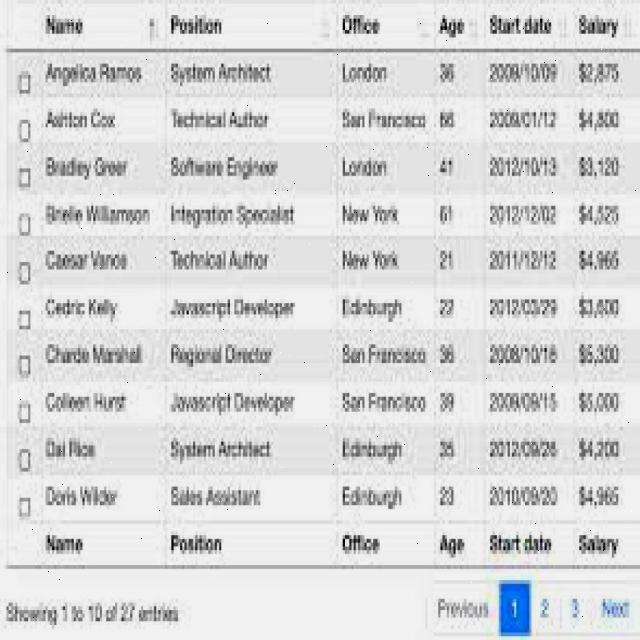 Name Position Office Age Start date Salary
Angelica Ramos System Architect London 36 2009/10/09 $2,875
Ashton Cox Technical Author San Francisco 66 2009/01/12 $4,800
Bradley Greer Software Engineer London 41 2012/10/13 $3,120
Brielle Williamson Integration Specialist New York 61 2012/12/02 $4,525
Caesar Vance Technical Author New York 21 2011/12/12 $4,965
Cedric Kelly Javascript Developer Edinburgh 22 2012/03/29 $3,600
Charde Marshall Regional Director San Francisco 36 2008/10/16 $5,300
Colleen Hurst Javascript Developer San Francisco 39 2009/09/15 $5,000
Dai Rios System Architect Edinburgh 35 2012/09/26 $4,200
Doris Wilder Sales Assistant Edinburgh 23 2010/09/20 $4,965
Name Position Office Age Start date Salary
Showing 1 to 10 of 27 entries
Previous 1 2 3 Next